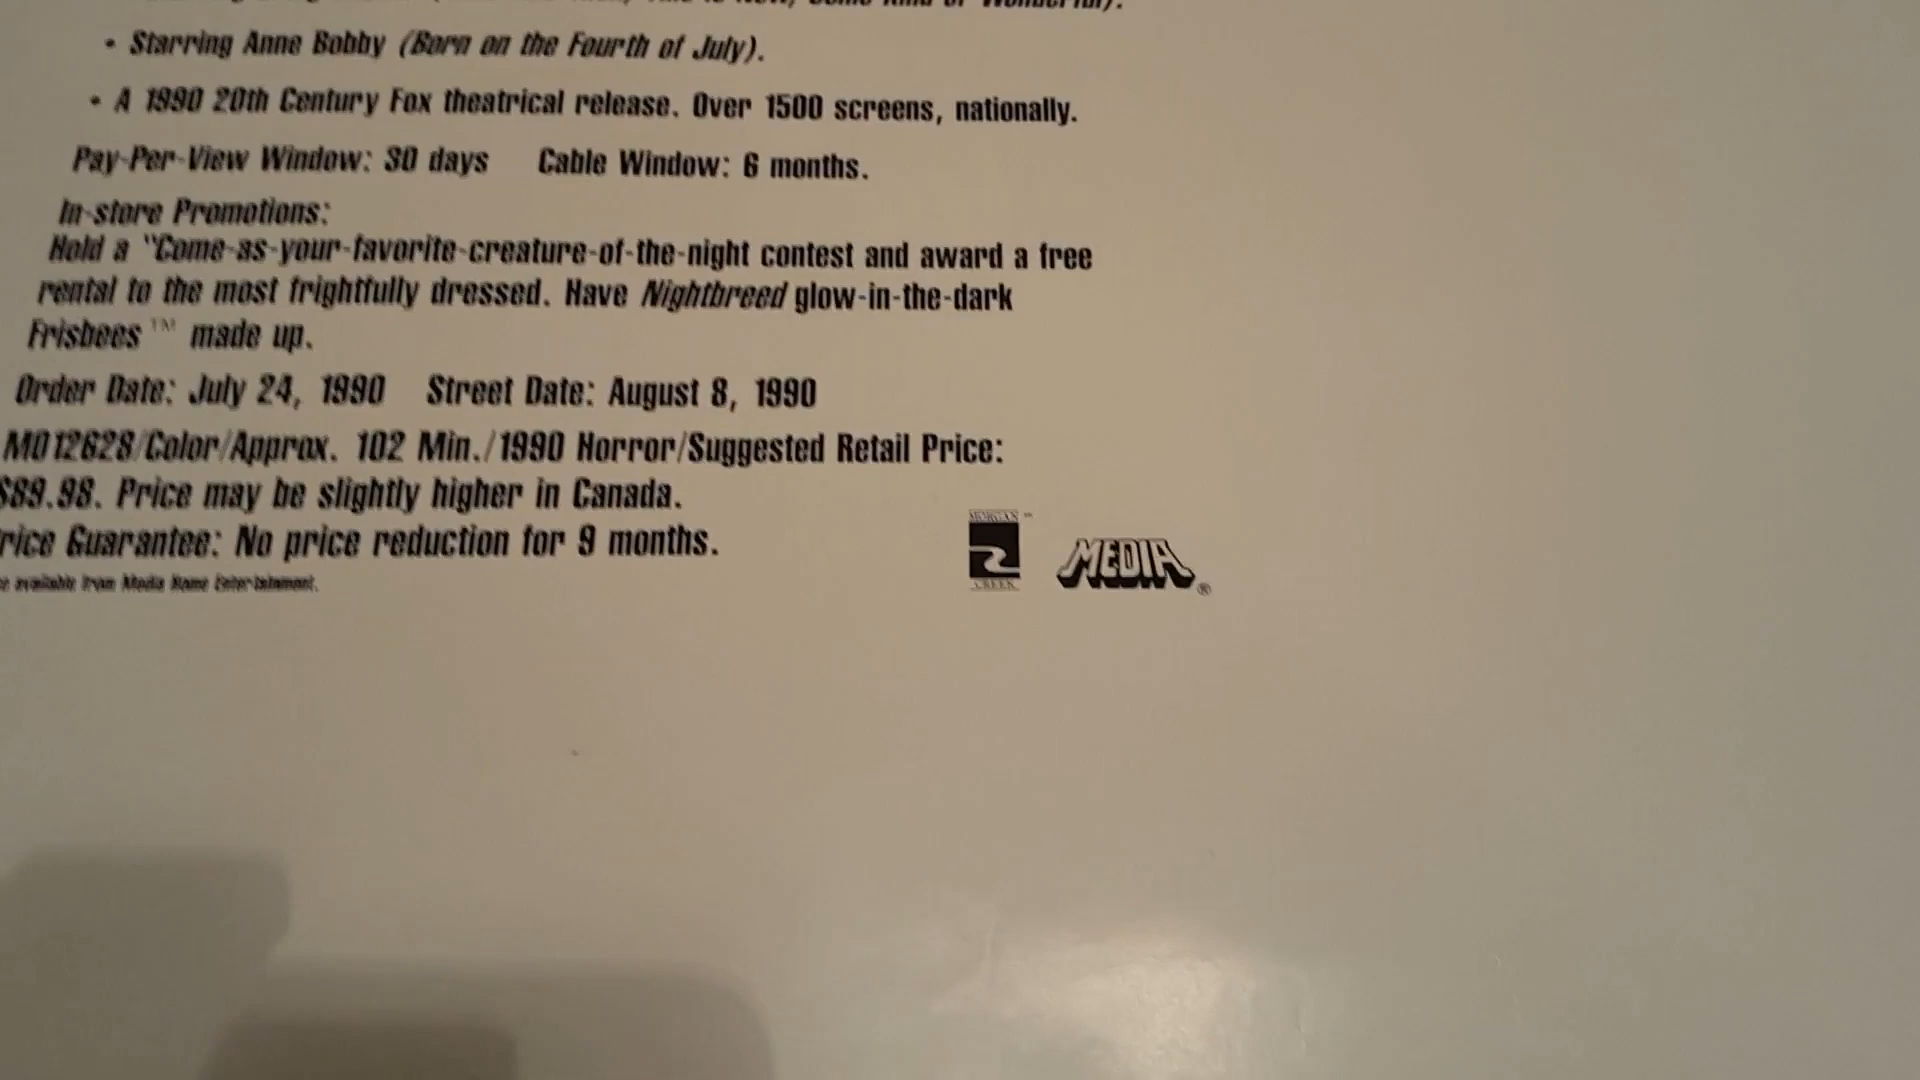 Wonderful).
• Starring Anne Bobby (Born on the Fourth of July).
• A 1990 20th Century Fox theatrical release. Over 1500 screens, nationally.
Pay-Per-View Window: 30 days Cable Window: 6 months.
In-store Promotions:
Hold a "Come-as-your-favorite-creature-of-the-night contest and award a free
rental to the most frightfully dressed. Have Nightbreed glow-in-the-dark
Frisbees™ made up.
Order Date: July 24, 1990 Street Date: August 8, 1990
M012628/Color/Approx. 102 Min./1990 Horror/Suggested Retail Price:
$89.98. Price may be slightly higher in Canada.
rice Guarantee: No price reduction for 9 months.
available from Media Home Entertainment.
MORGAN ™
CREEK
MEDIA ®